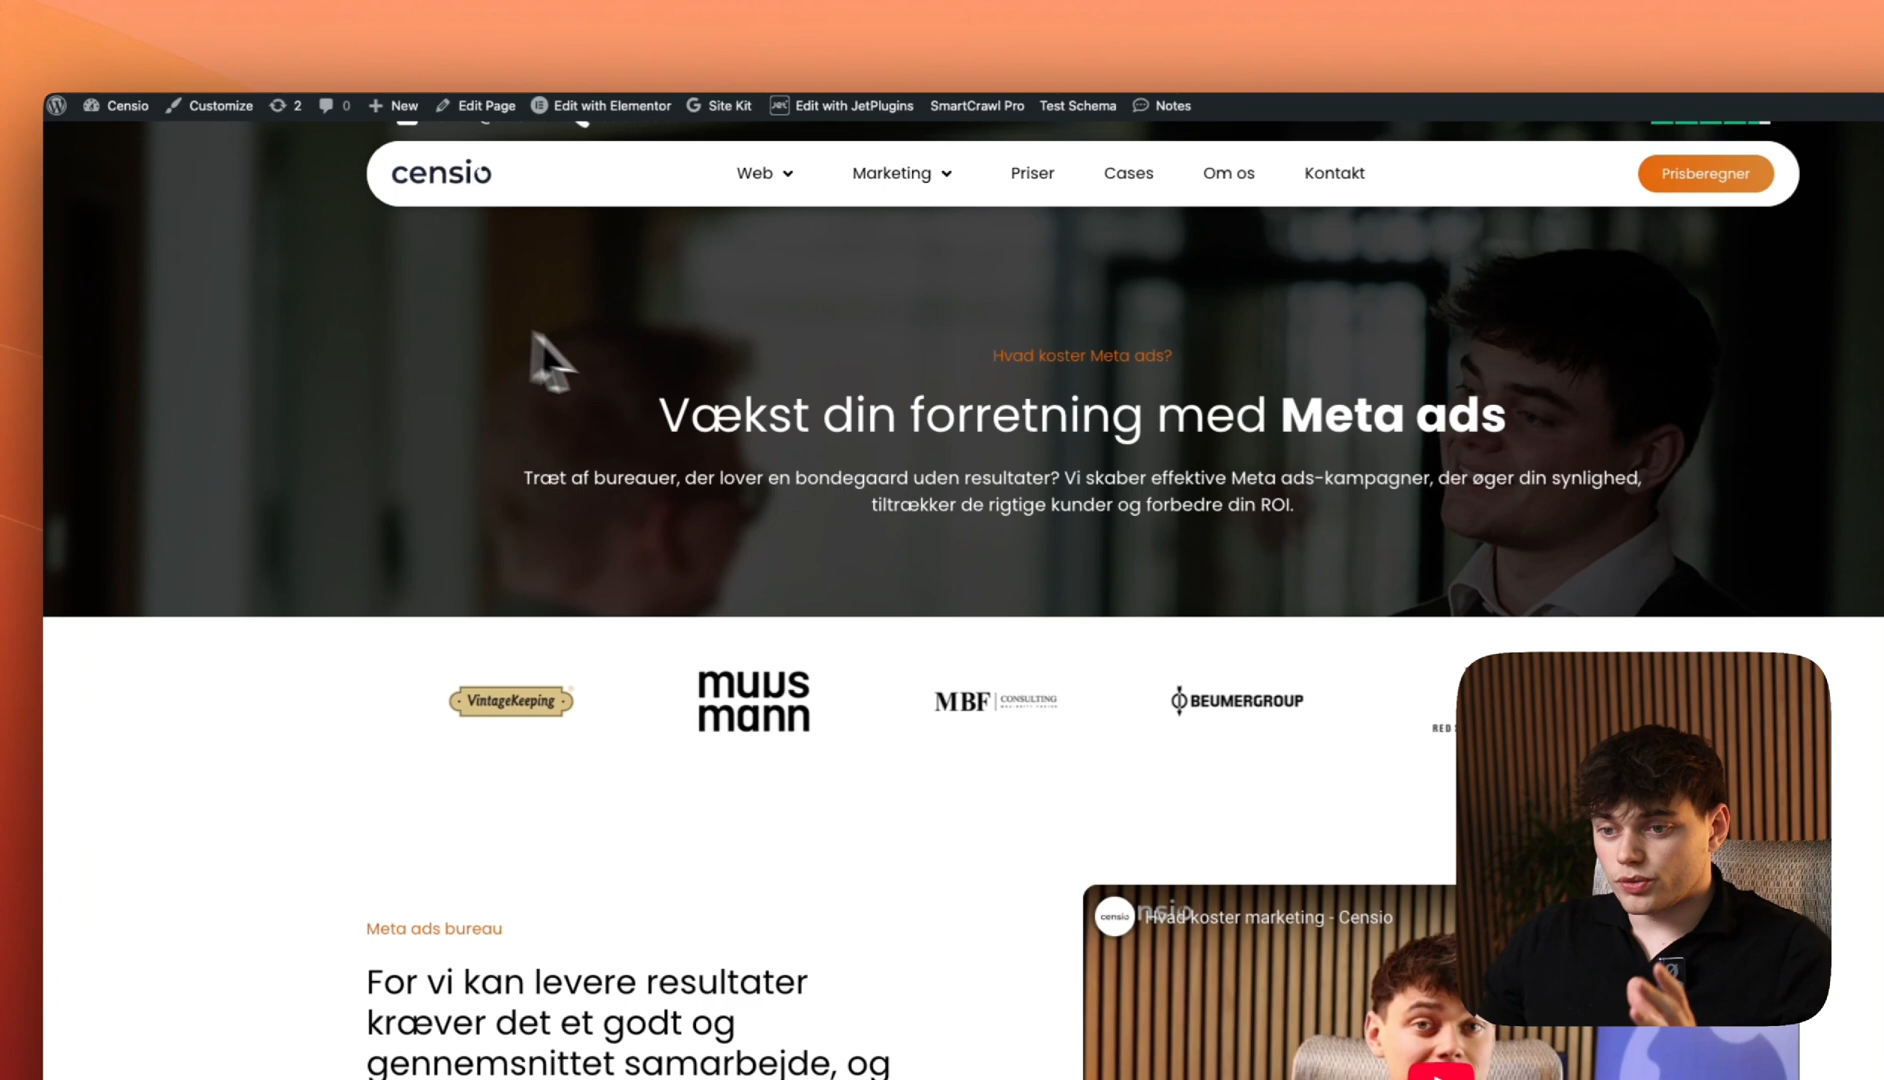 Censio Customize 2 0 New Edit Page Edit with Elementor Site Kit Edit with JetPlugins SmartCrawl Pro Test Schema Notes
censio Web Marketing Priser Cases Om os Kontakt Prisberegner
Hvad koster Meta ads?
Vækst din forretning med Meta ads
Træt af bureauer, der lover en bondegaard uden resultater? Vi skaber effektive Meta ads-kampagner, der øger din synlighed,
tiltrækker de rigtige kunder og forbedre din ROI.
VintageKeeping
muusmann
MBF CONSULTING
BEUMERGROUP
RED
Meta ads bureau
For vi kan levere resultater
kræver det et godt og
gennemsnittet samarbejde, og
censio Hvad koster marketing - Censio